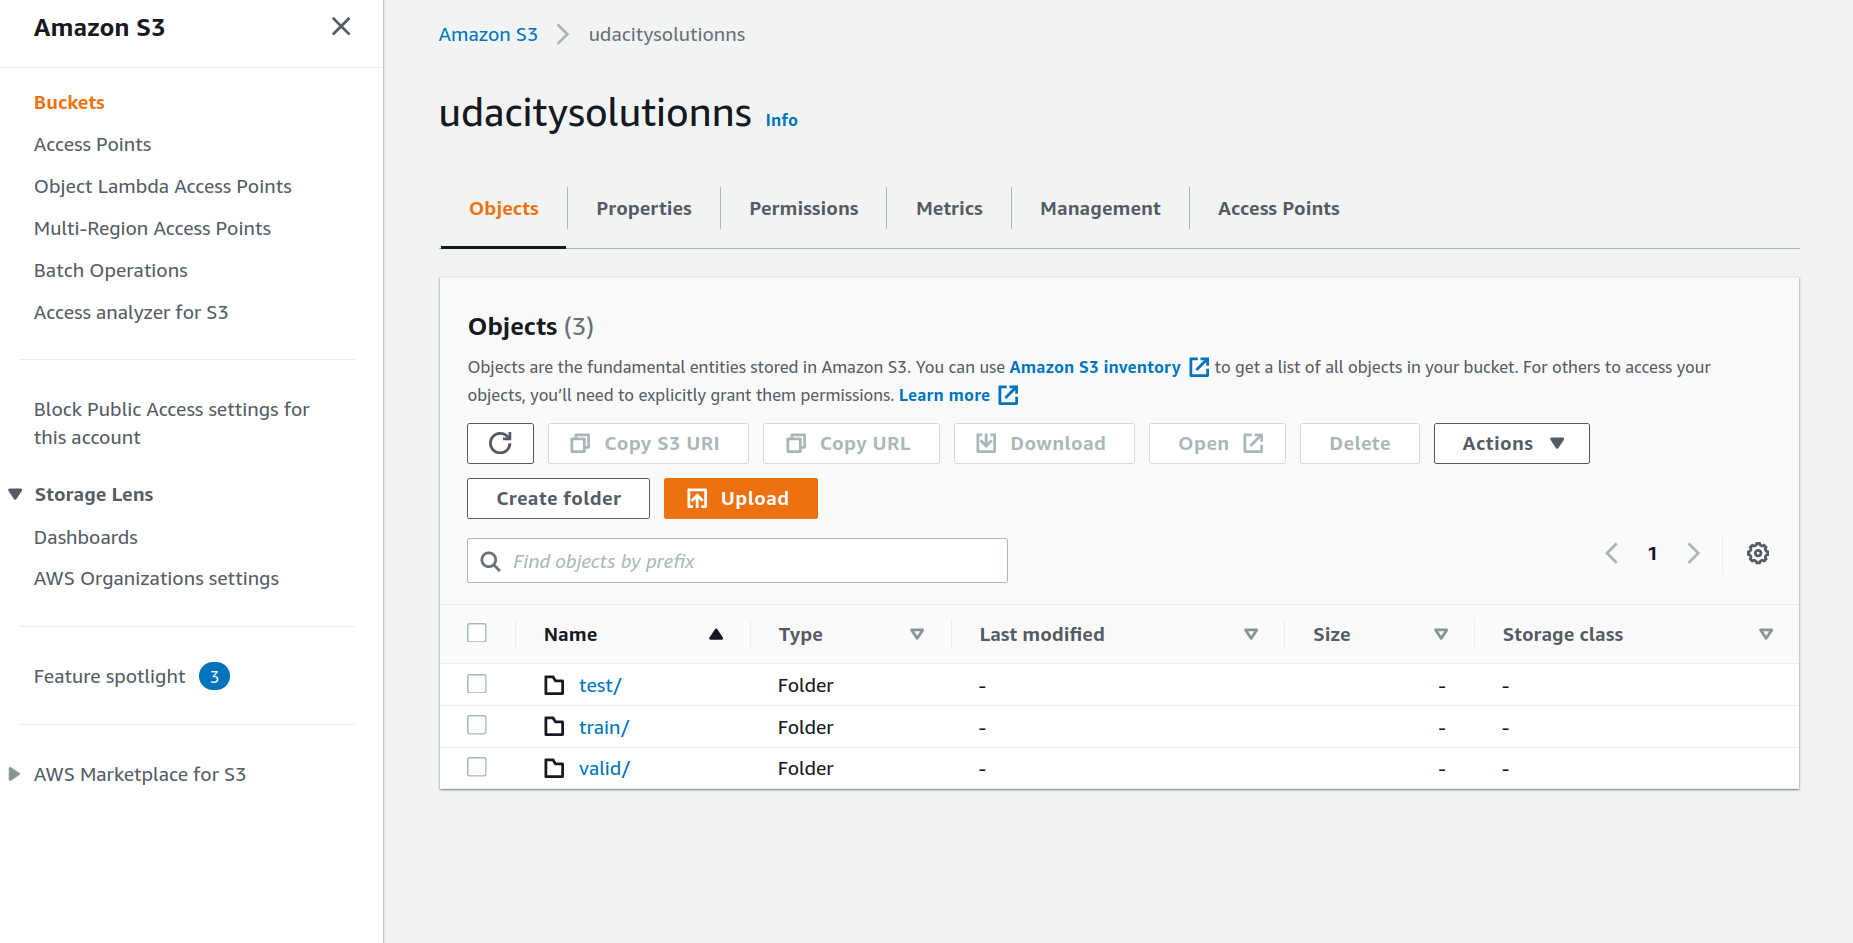 Amazon S3
Buckets
Access Points
Object Lambda Access Points
Multi-Region Access Points
Batch Operations
Access analyzer for S3
Block Public Access settings for
this account
Storage Lens
Dashboards
AWS Organizations settings
Feature spotlight 3
AWS Marketplace for S3
Amazon S3 udacitysolutionns
udacitysolutionns Info
Objects Properties Permissions Metrics Management Access Points
Objects (3)
Objects are the fundamental entities stored in Amazon S3. You can use Amazon S3 inventory to get a list of all objects in your bucket. For others to access your
objects, you’ll need to explicitly grant them permissions. Learn more
Copy S3 URI Copy URL Download Open Delete Actions
Create folder Upload
Find objects by prefix
1
Name Type Last modified Size Storage class
test/ Folder - - -
train/ Folder - - -
valid/ Folder - - -